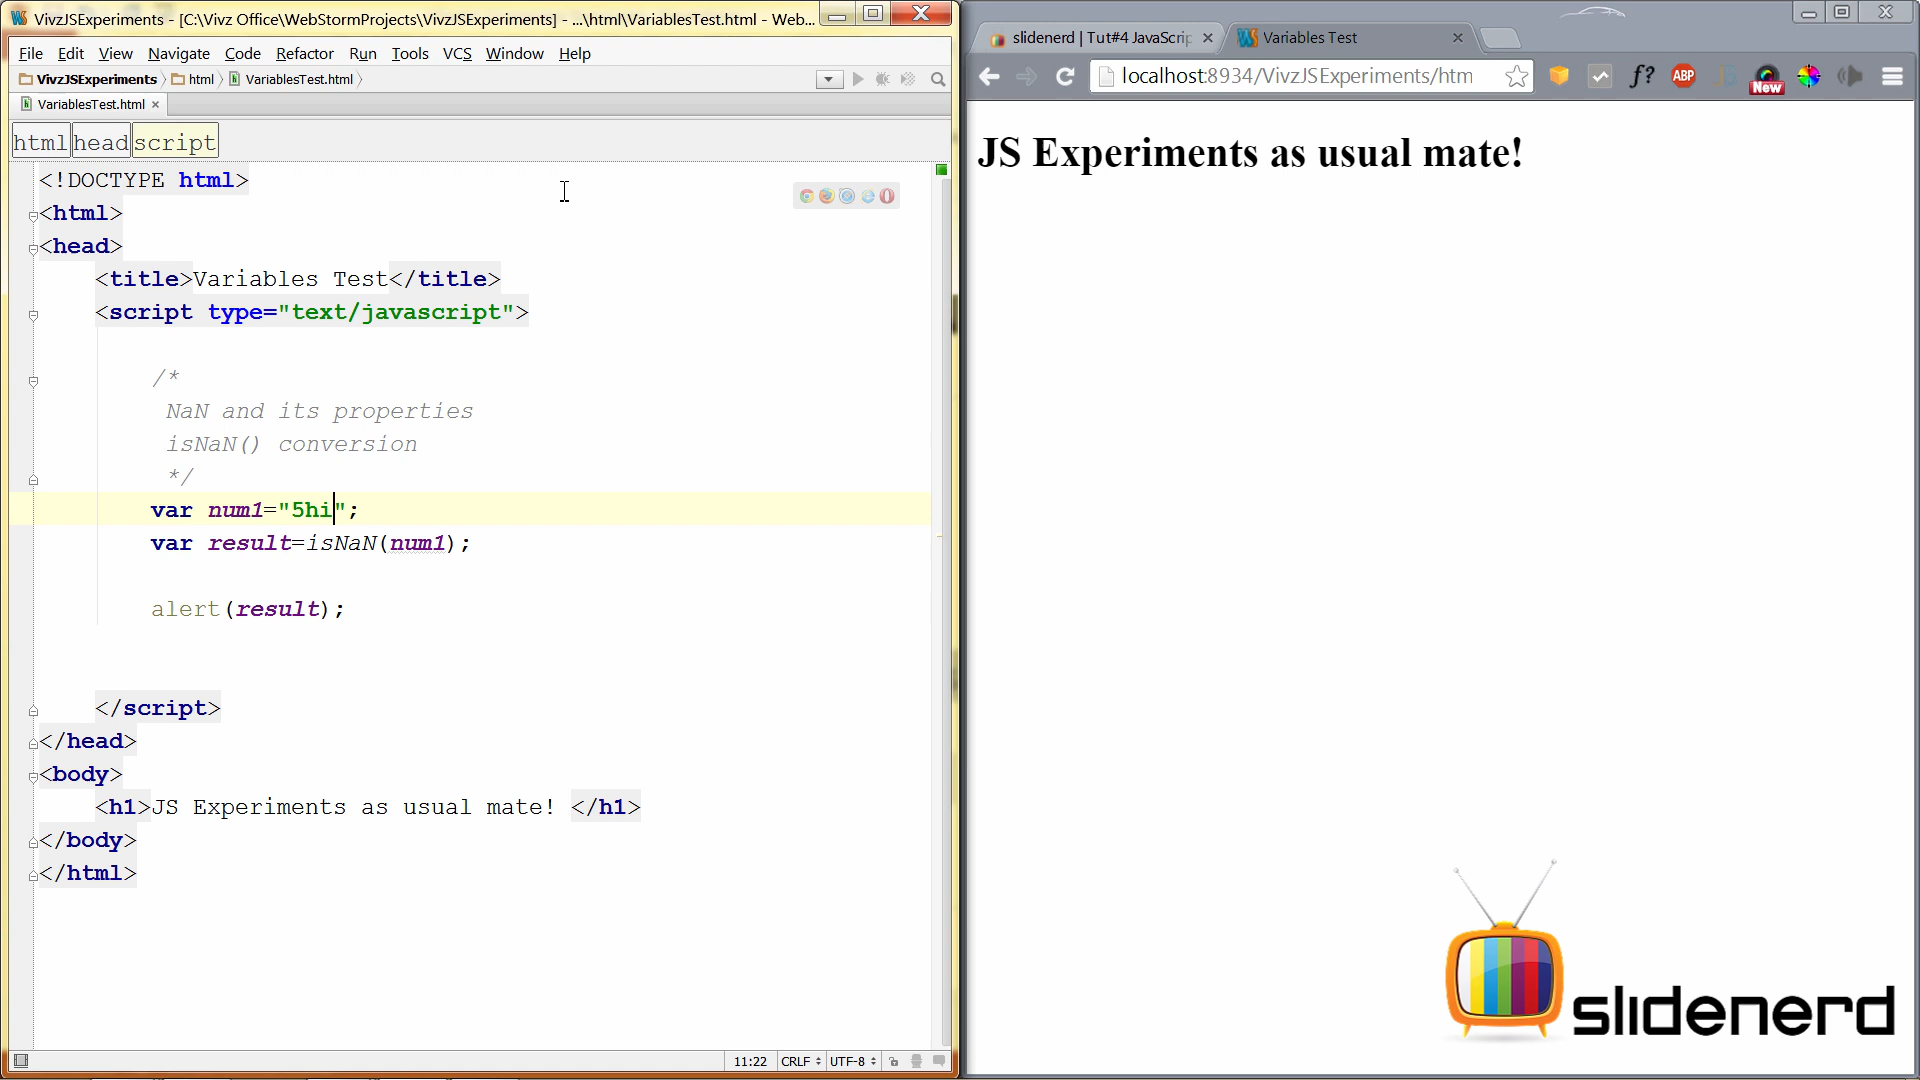 VivzJSExperiments - [C:\Vivz Office\WebStormProjects\VivzJSExperiments] - ...\html\VariablesTest.html - Web...
File Edit View Navigate Code Refactor Run Tools VCS Window Help
VivzJSExperiments html VariablesTest.html
VariablesTest.html
html head script
<!DOCTYPE html>
<html>
<head>
<title>Variables Test</title>
<script type="text/javascript">
/*
NaN and its properties
isNaN() conversion
*/
var num1="5hi";
var result=isNaN(num1);
alert(result);
</script>
</head>
<body>
<h1>JS Experiments as usual mate! </h1>
</body>
</html>
11:22 CRLF UTF-8
slidenerd | Tut#4 JavaScrip
Variables Test
localhost:8934/VivzJSExperiments/htm
f? ABP New
JS Experiments as usual mate!
slidenerd